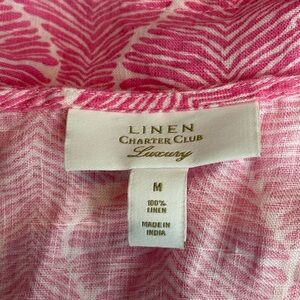 LINEN
CHARTER CLUB
Luxury
M
100%
LINEN
MADE IN
INDIA